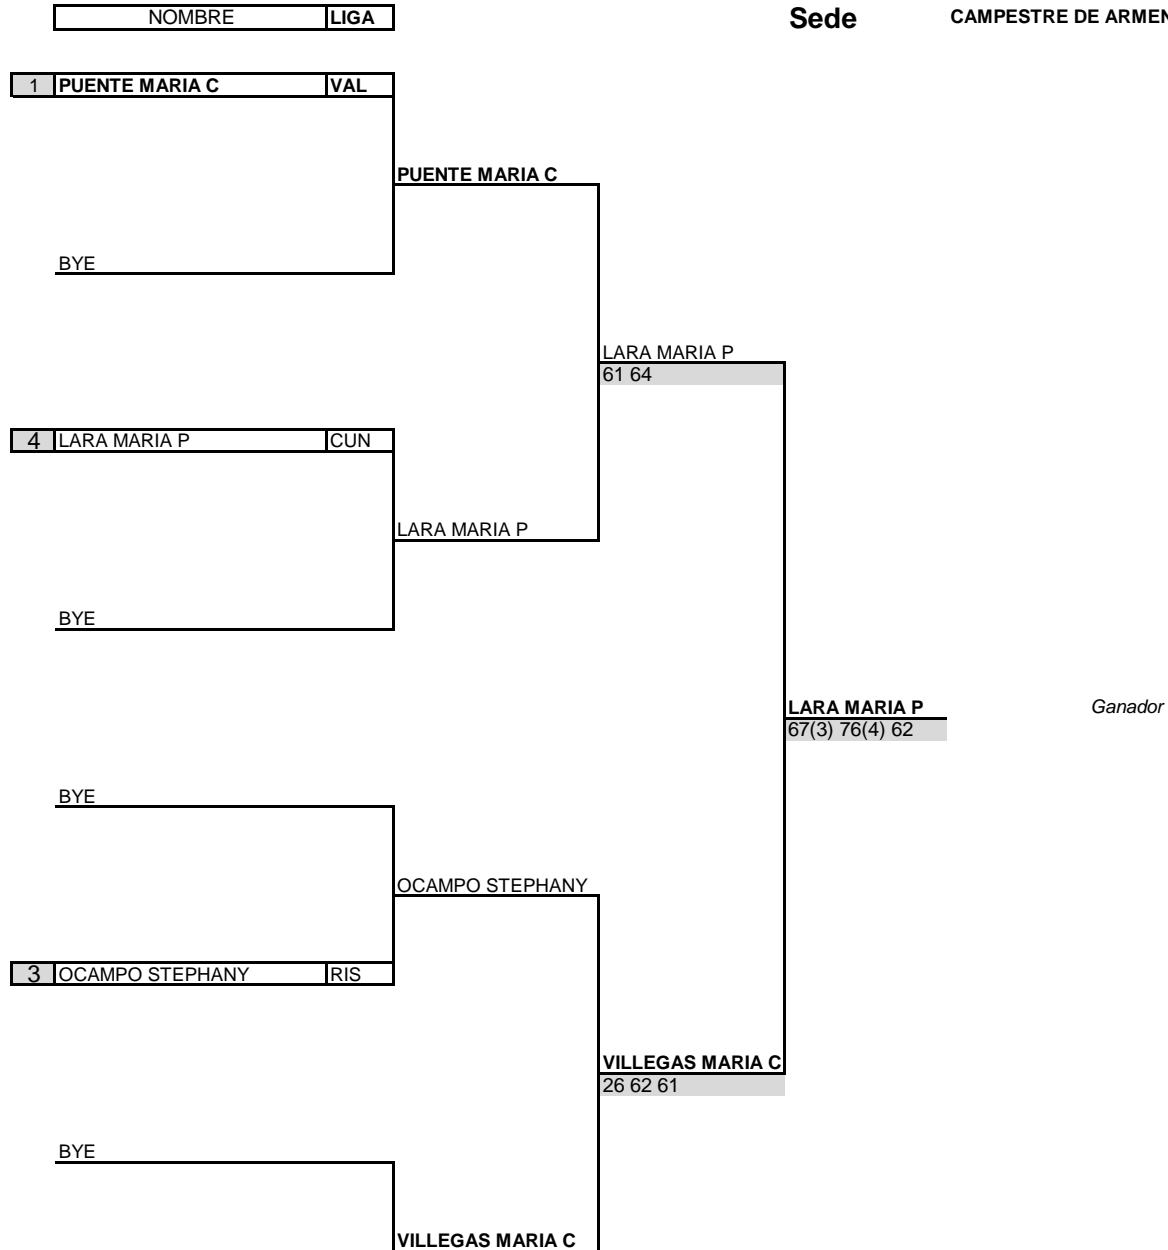 NOMBRE LIGA Sede CAMPESTRE DE ARMEN
1 PUENTE MARIA C VAL
PUENTE MARIA C
BYE
LARA MARIA P
61 64
4 LARA MARIA P CUN
LARA MARIA P
BYE
LARA MARIA P Ganador
67(3) 76(4) 62
BYE
OCAMPO STEPHANY
3 OCAMPO STEPHANY RIS
VILLEGAS MARIA C
26 62 61
BYE
VILLEGAS MARIA C